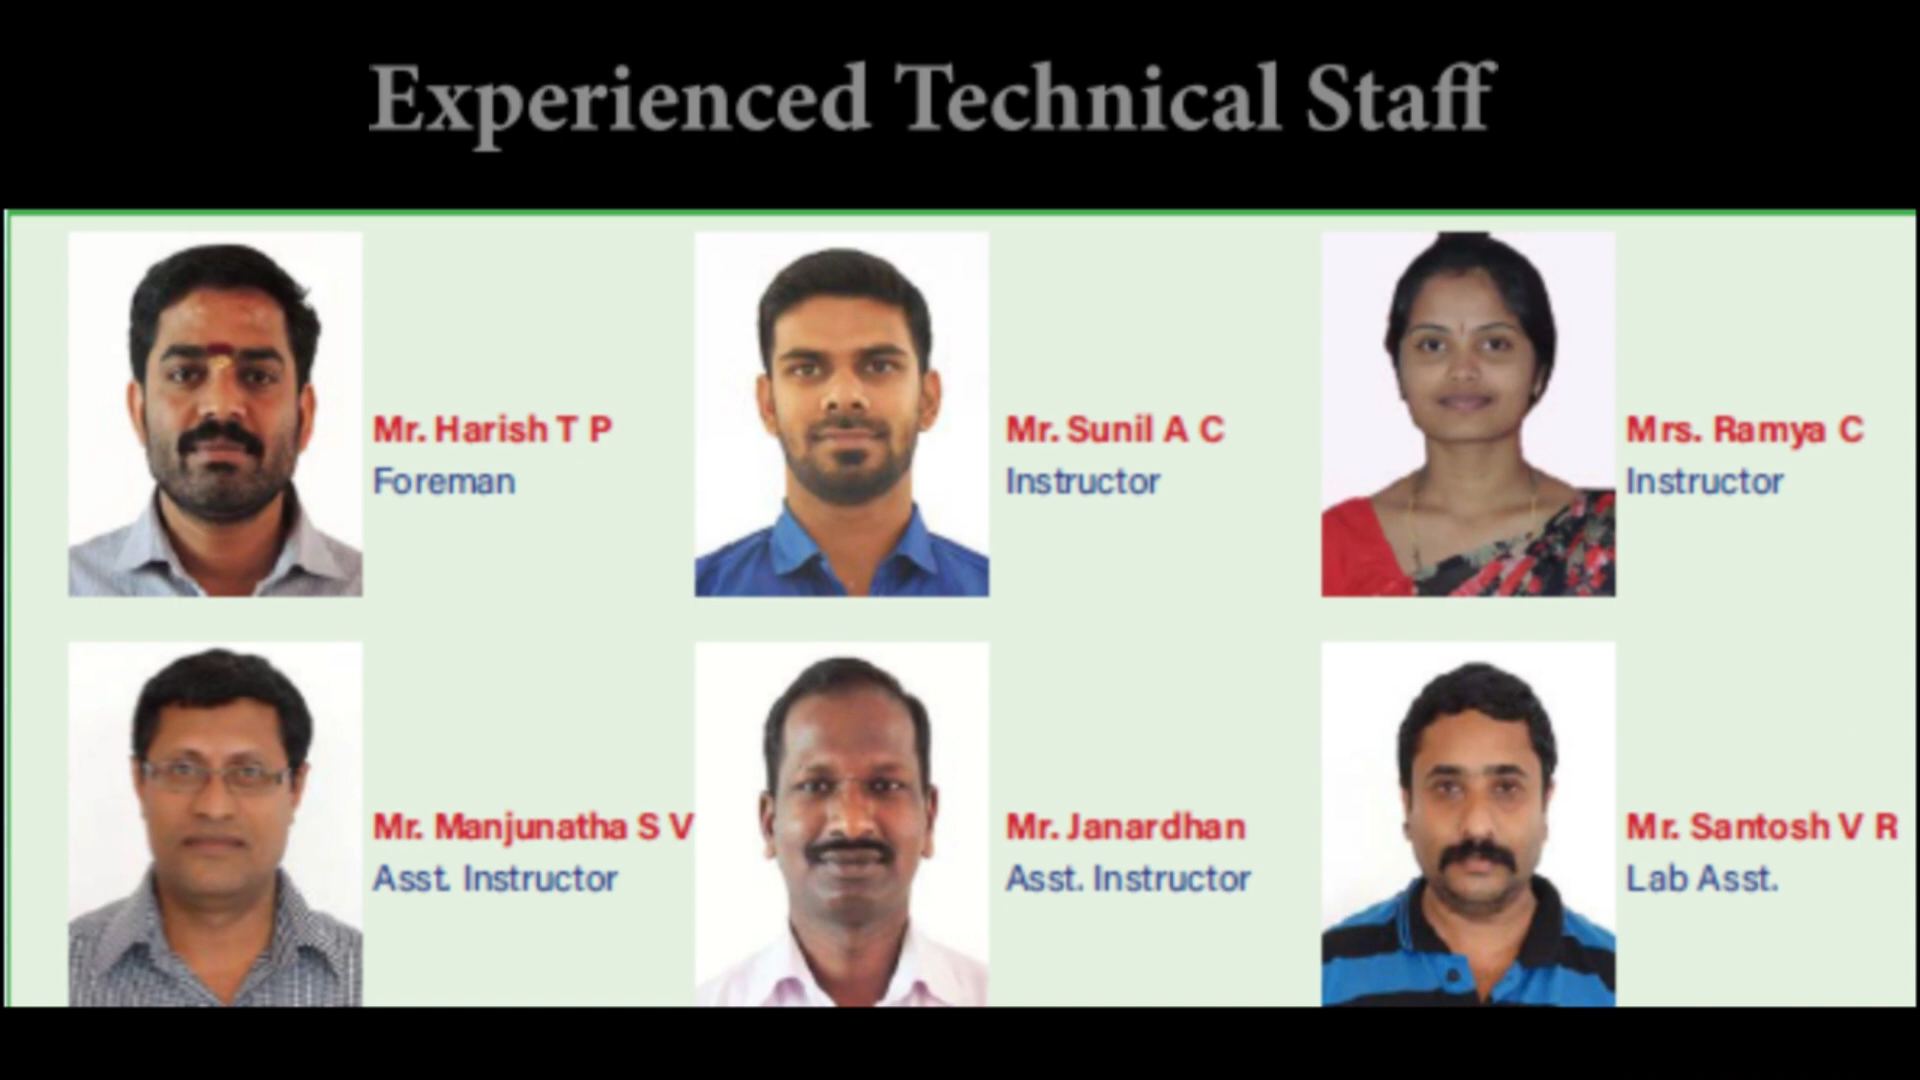 Experienced Technical Staff
Mr. Harish T P
Foreman
Mr. Sunil A C
Instructor
Mrs. Ramya C
Instructor
Mr. Manjunatha S V
Asst. Instructor
Mr. Janardhan
Asst. Instructor
Mr. Santosh V R
Lab Asst.